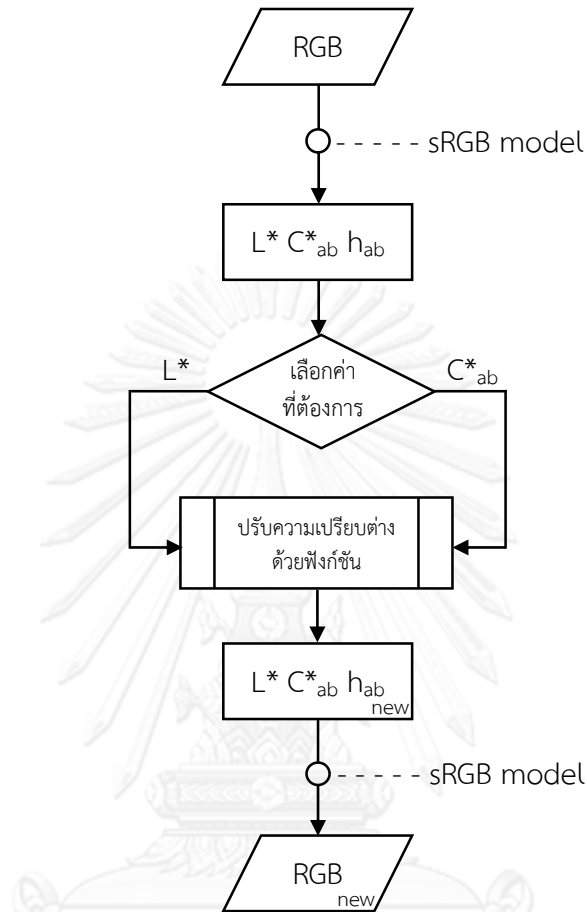 RGB
sRGB model
L* C*ab hab
L*
C*ab
เลือกค่า
ที่ต้องการ
ปรับความเปรียบต่าง
ด้วยฟังก์ชัน
L* C*ab hab
new
sRGB model
RGB
new